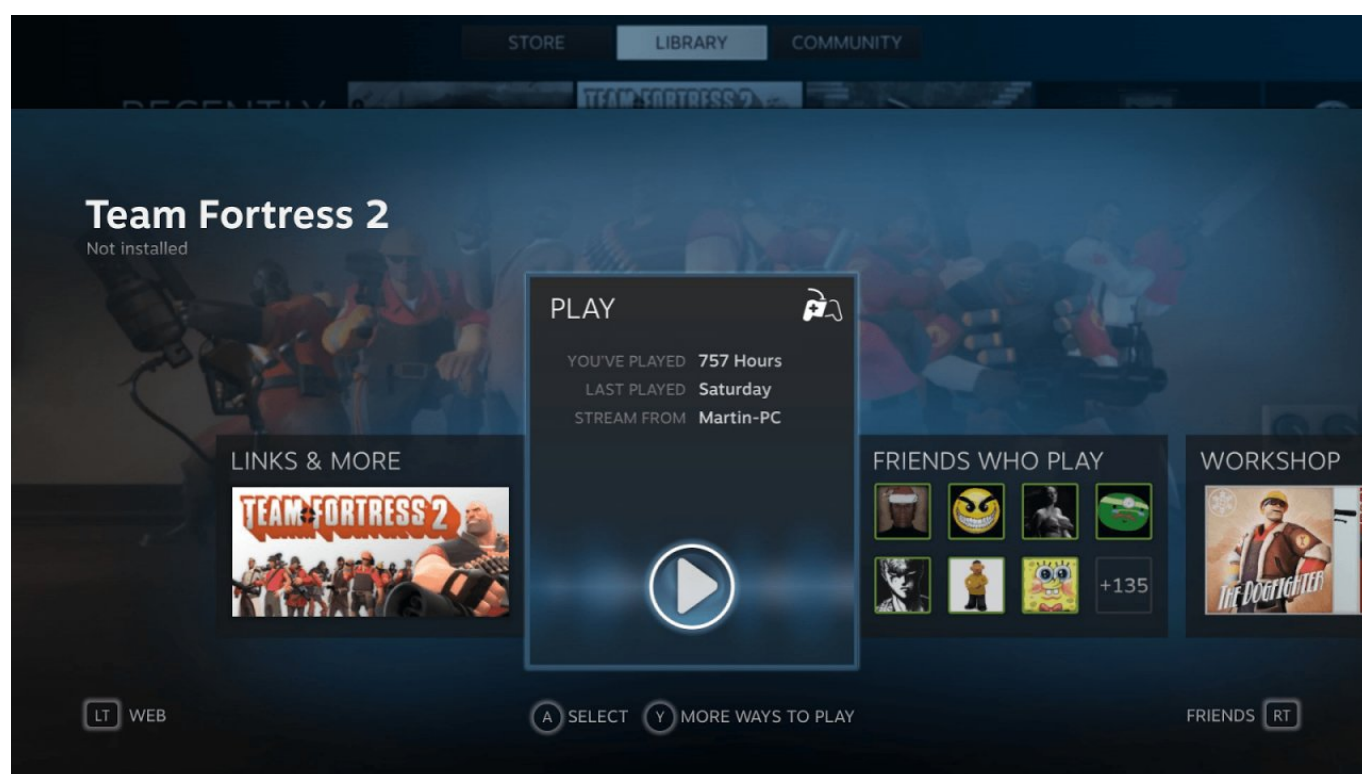 STORE
LIBRARY
COMMUNITY
RECENTLY
TEAM FORTRESS 2
Team Fortress 2
Not installed
PLAY
YOU'VE PLAYED 757 Hours
LAST PLAYED Saturday
STREAM FROM Martin-PC
LINKS & MORE
TEAM FORTRESS 2
FRIENDS WHO PLAY
+135
WORKSHOP
THE DOGFIGHTER
LT WEB
A SELECT Y MORE WAYS TO PLAY
FRIENDS RT